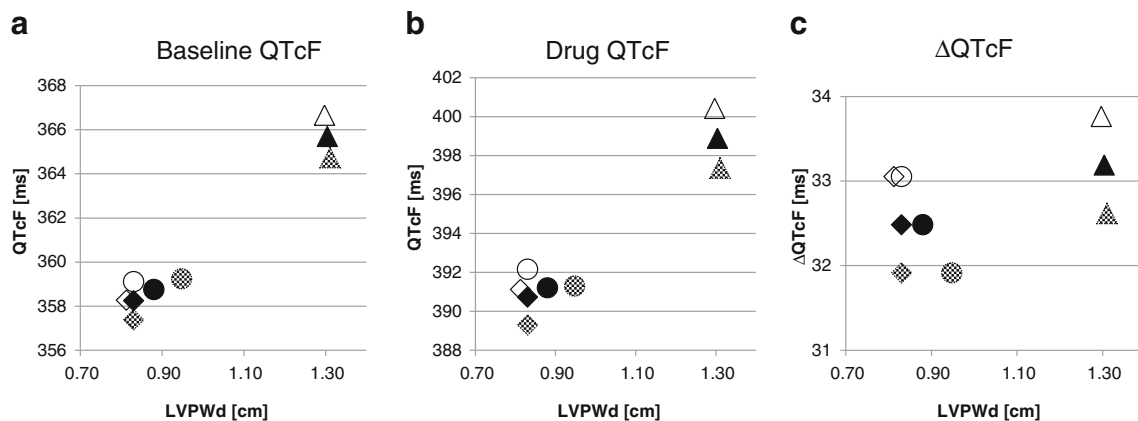 a
Baseline QTcF
QTcF [ms]
368
366
364
362
360
358
356
0.70
0.90
1.10
1.30
LVPWd [cm]
b
Drug QTcF
QTcF [ms]
402
400
398
396
394
392
390
388
0.70
0.90
1.10
1.30
LVPWd [cm]
c
ΔQTcF
ΔQTcF [ms]
34
33
32
31
0.70
0.90
1.10
1.30
LVPWd [cm]